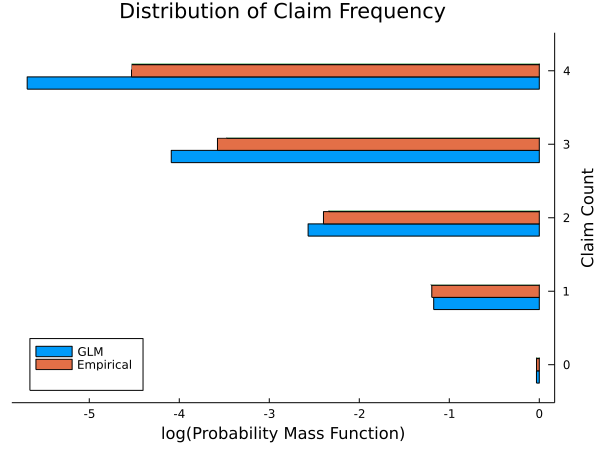 Distribution of Claim Frequency
4
3
2
1
0
Claim Count
GLM
Empirical
-5
-4
-3
-2
-1
0
log(Probability Mass Function)